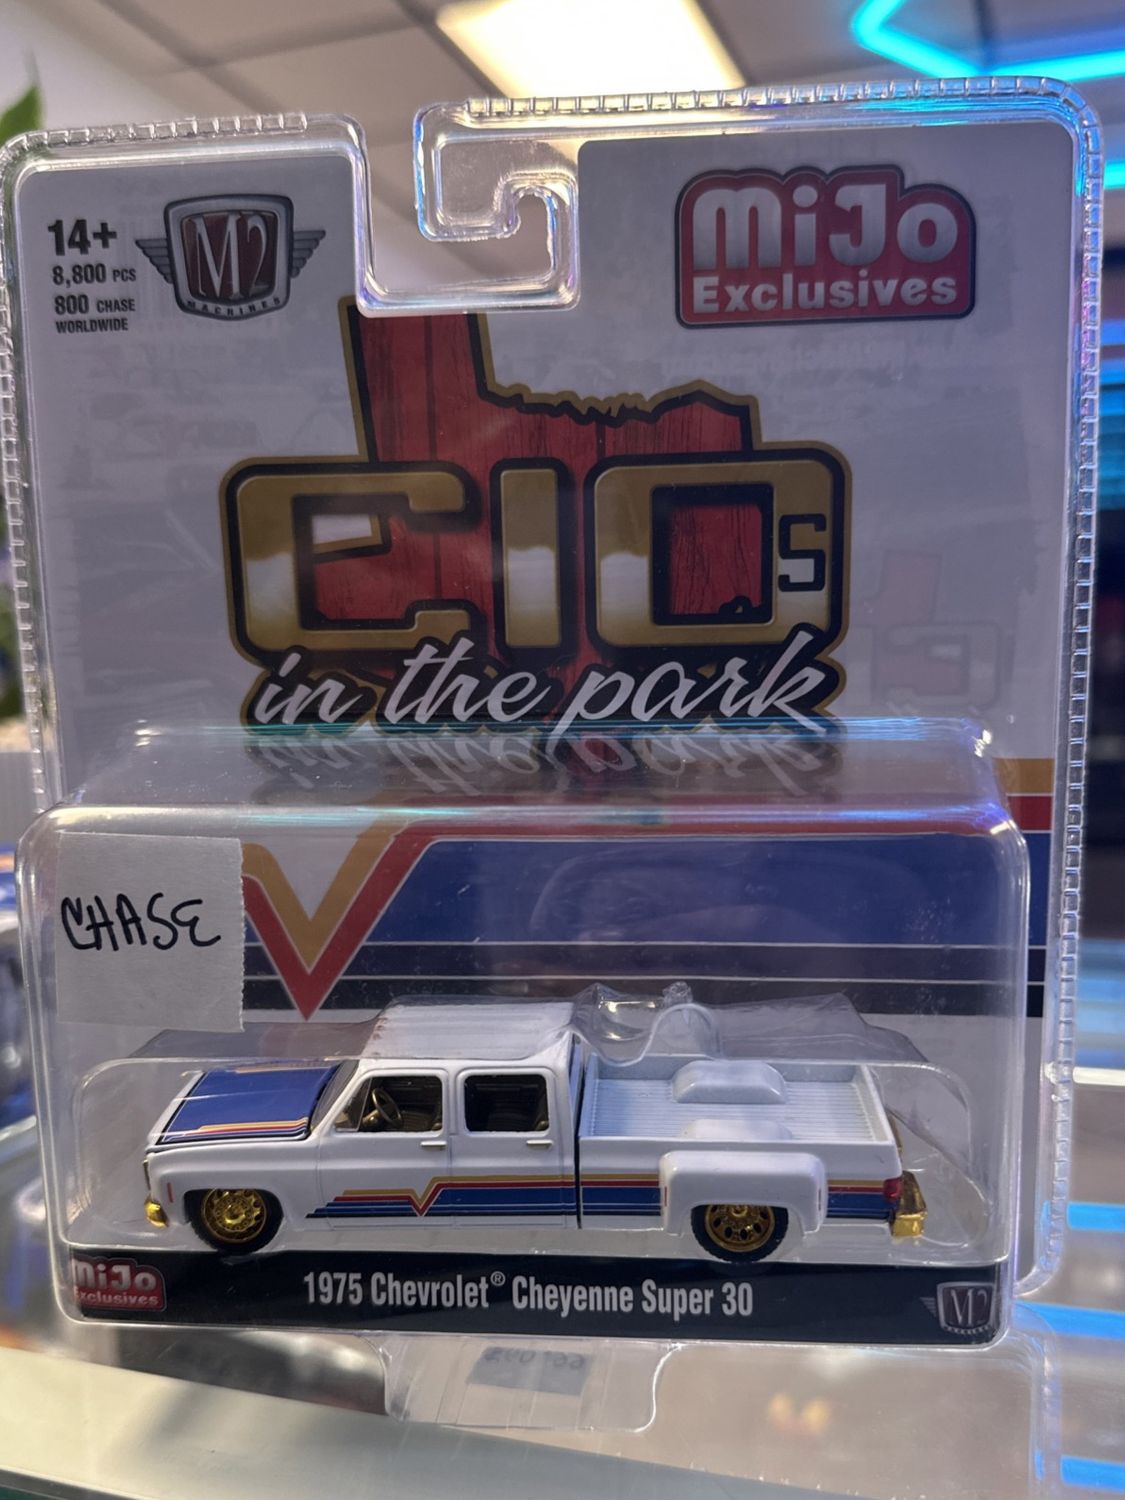 14+
8,800 PCS
800 CHASE
WORLDWIDE
M2
MACHINES
MiJo
Exclusives
C10s
in the park
CHASE
MiJo
Exclusives
1975 Chevrolet® Cheyenne Super 30
M2
MACHINES